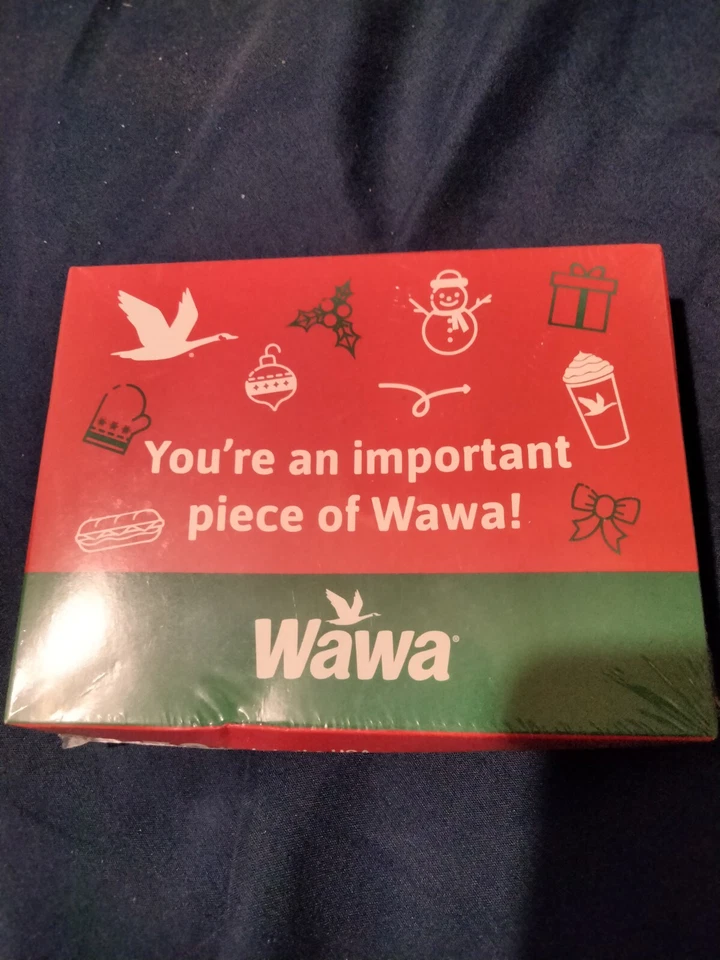 You're an important
piece of Wawa!
Wawa